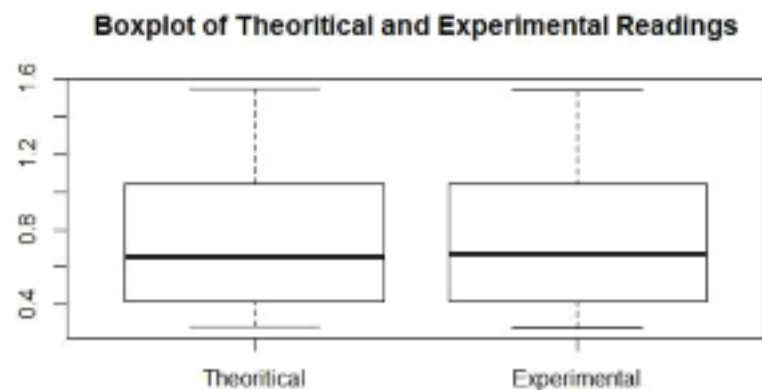 Boxplot of Theoritical and Experimental Readings
1.6
1.2
0.8
0.4
Theoritical
Experimental